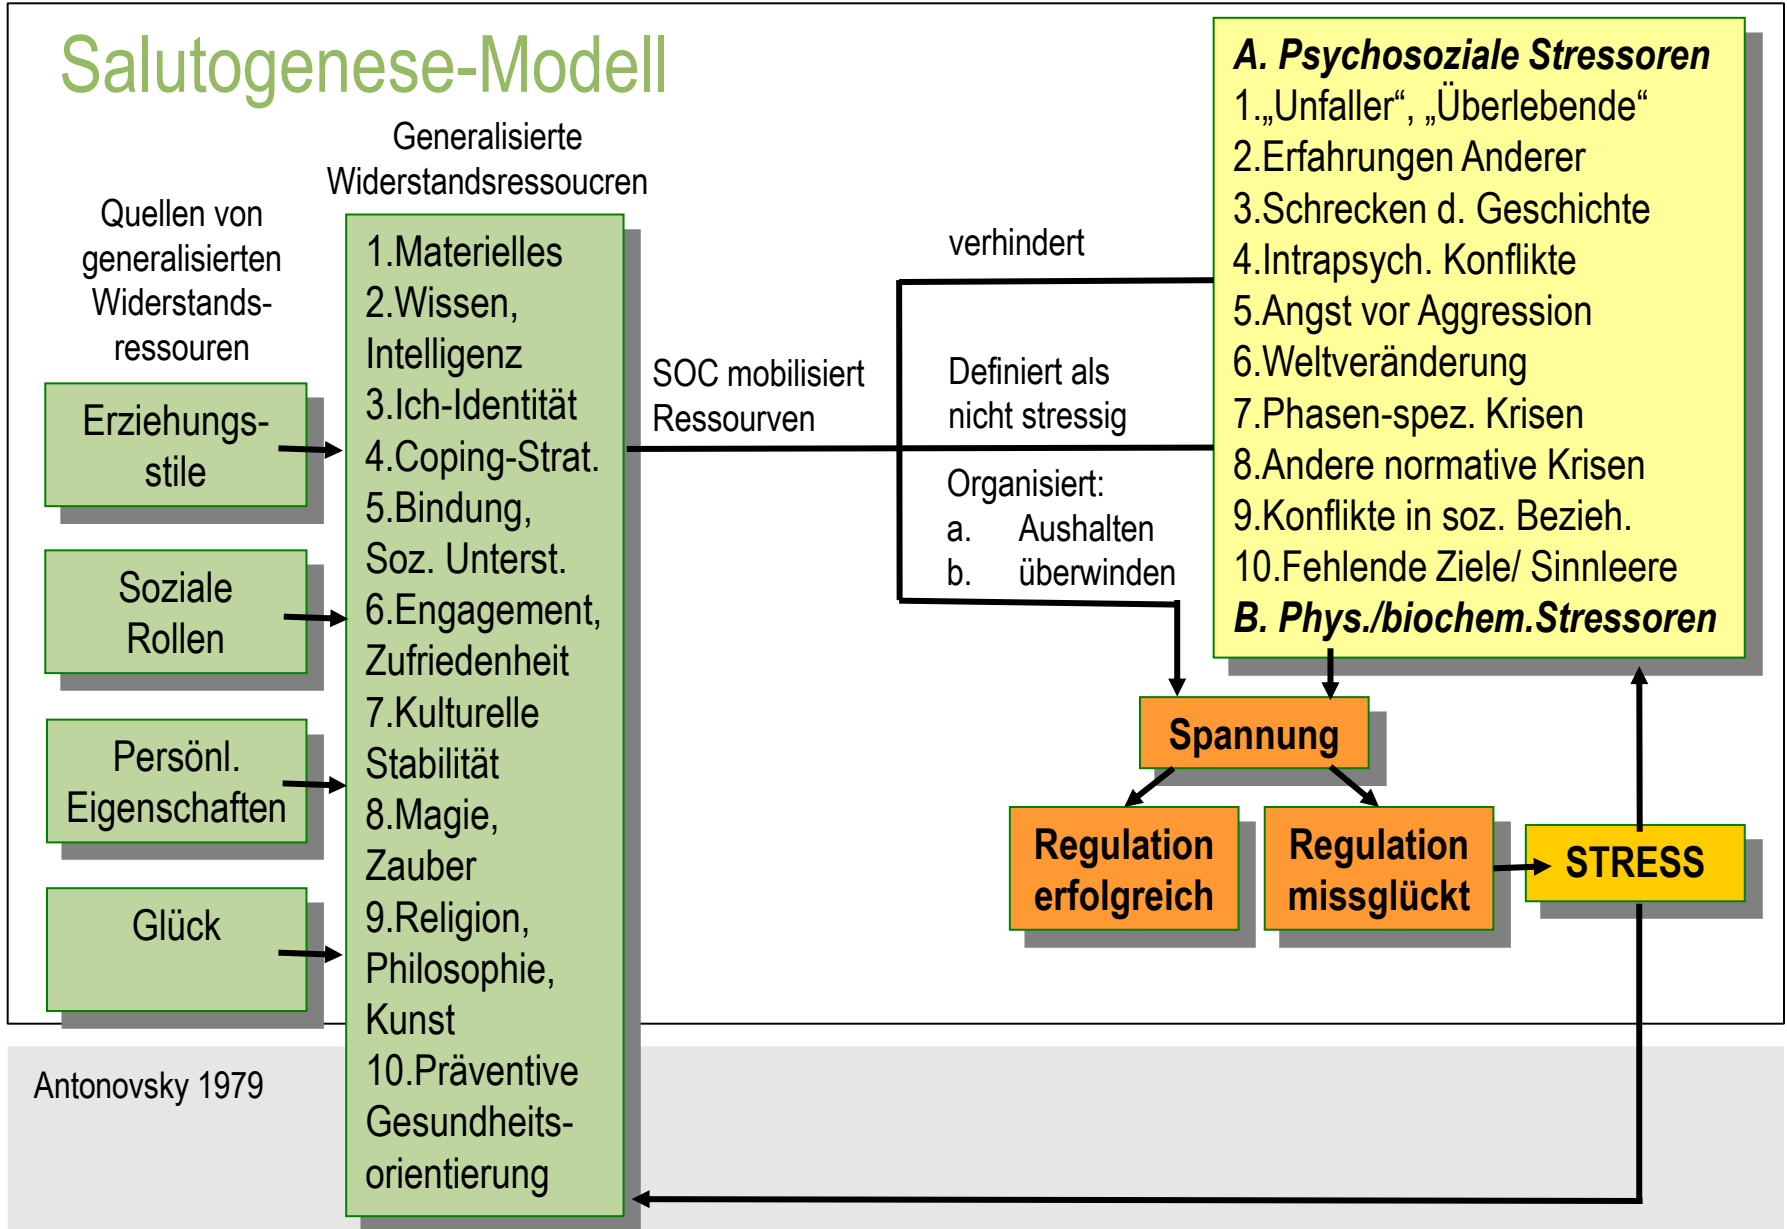 Salutogenese-Modell
Quellen von
generalisierten
Widerstands-
ressouren
Erziehungs-
stile
Soziale
Rollen
Persönl.
Eigenschaften
Glück
Generalisierte
Widerstandsressoucren
1.Materielles
2.Wissen,
Intelligenz
3.Ich-Identität
4.Coping-Strat.
5.Bindung,
Soz. Unterst.
6.Engagement,
Zufriedenheit
7.Kulturelle
Stabilität
8.Magie,
Zauber
9.Religion,
Philosophie,
Kunst
10.Präventive
Gesundheits-
orientierung
SOC mobilisiert
Ressourven
verhindert
Definiert als
nicht stressig
Organisiert:
a. Aushalten
b. überwinden
A. Psychosoziale Stressoren
1.„Unfaller“, „Überlebende“
2.Erfahrungen Anderer
3.Schrecken d. Geschichte
4.Intrapsych. Konflikte
5.Angst vor Aggression
6.Weltveränderung
7.Phasen-spez. Krisen
8.Andere normative Krisen
9.Konflikte in soz. Bezieh.
10.Fehlende Ziele/ Sinnleere
B. Phys./biochem.Stressoren
Spannung
Regulation
erfolgreich
Regulation
missglückt
STRESS
Antonovsky 1979